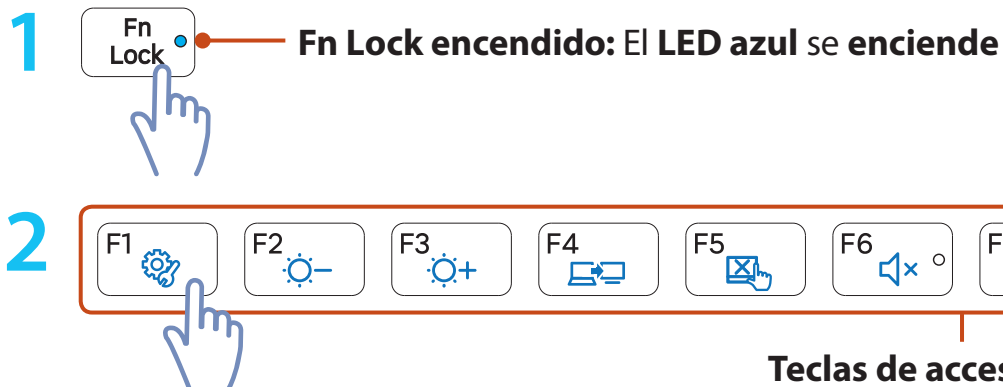 1
Fn
Lock
Fn Lock encendido: El LED azul se enciende
2
F1
F2
F3
F4
F5
F6
Teclas de